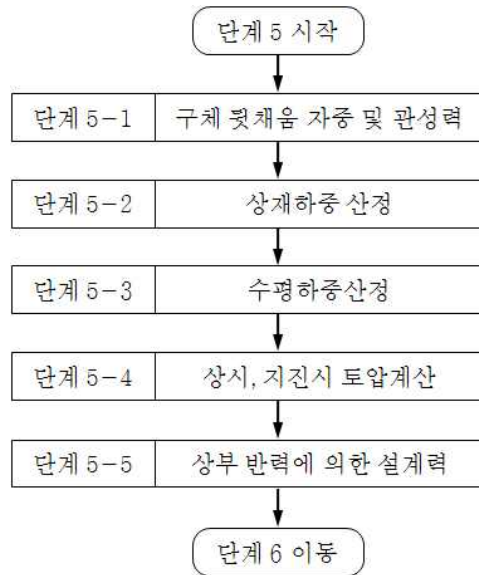 단계 5 시작
단계 5-1 구체 뒷채움 자중 및 관성력
단계 5-2 상재하중 산정
단계 5-3 수평하중산정
단계 5-4 상시, 지진시 토압계산
단계 5-5 상부 반력에 의한 설계력
단계 6 이동